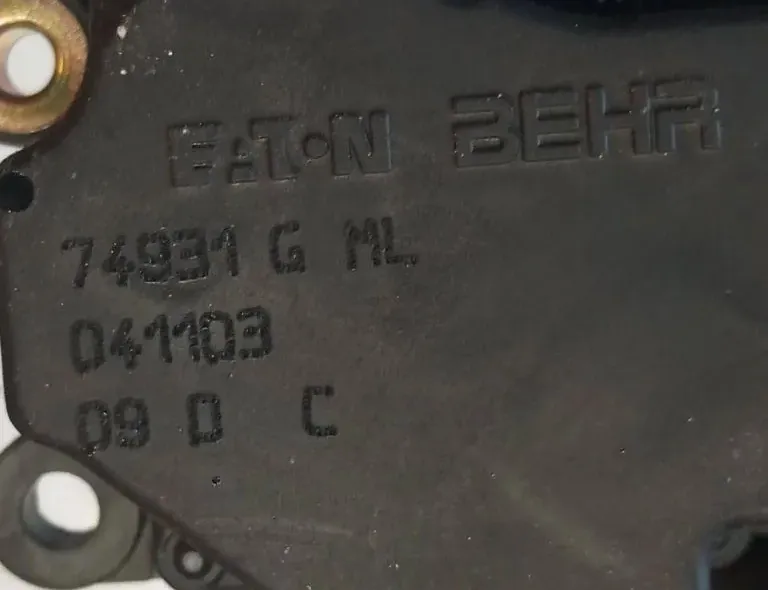 EATON BEHR
74931 G ML
041103
09 D C